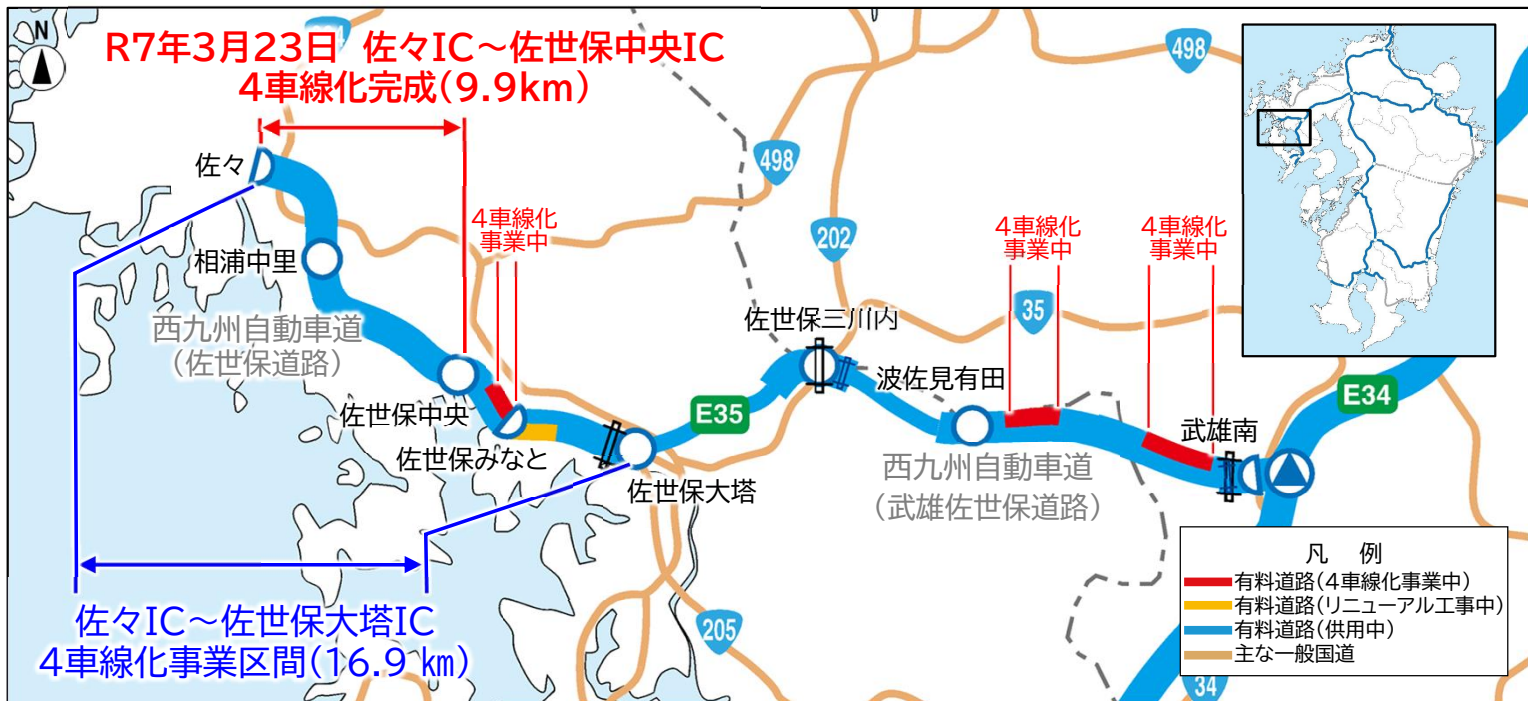 N
R7年3月23日 佐々IC～佐世保中央IC
4車線化完成(9.9km)
498
498
佐々
4車線化
事業中
4車線化
事業中
4車線化
事業中
202
相浦中里
35
西九州自動車道
(佐世保道路)
佐世保三川内
波佐見有田
佐世保中央
E35
E34
武雄南
佐世保みなと
佐世保大塔
西九州自動車道
(武雄佐世保道路)
佐々IC～佐世保大塔IC
4車線化事業区間(16.9㎞)
205
34
凡 例
有料道路(4車線化事業中)
有料道路(リニューアル工事中)
有料道路(供用中)
主な一般国道